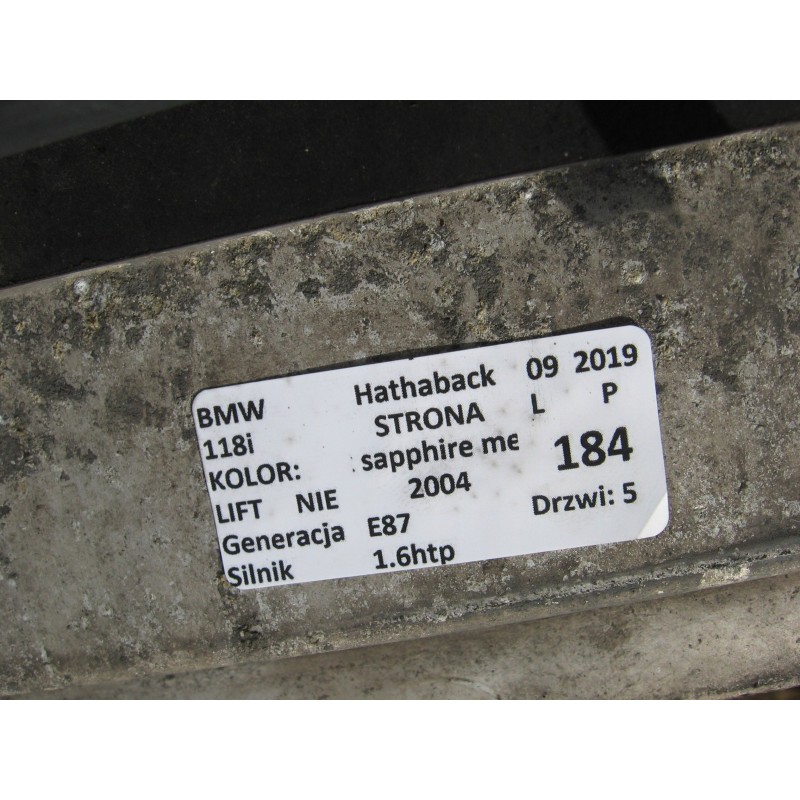 BMW Hathaback 09 2019
118i STRONA L P
KOLOR: sapphire me 184
LIFT NIE 2004
Generacja E87 Drzwi: 5
Silnik 1.6htp